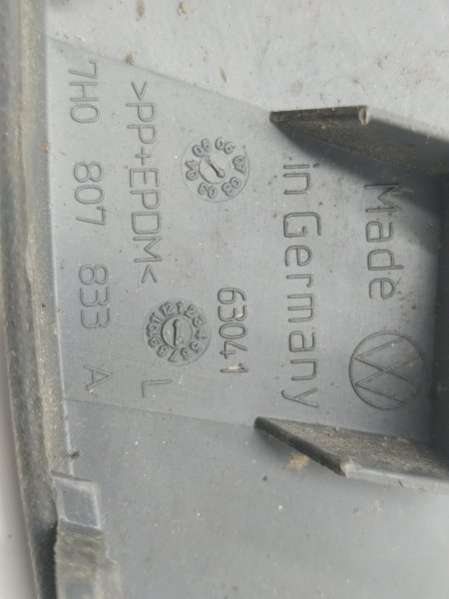 Made
in Germany
63041
>PP+EPDM<
L
7H0 807 833 A